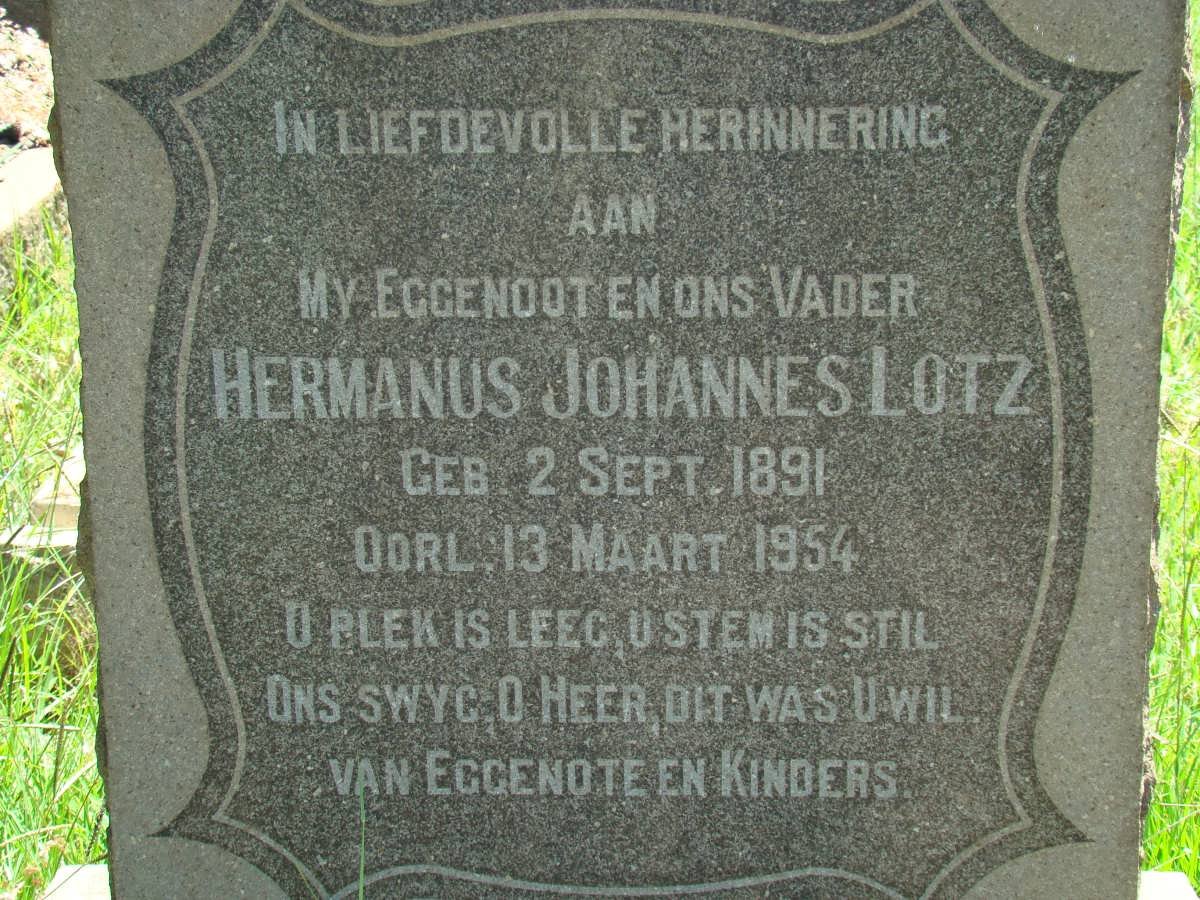 In liefdevolle herinnering
aan
My Eggenoot en ons Vader
Hermanus Johannes Lotz
Geb. 2 Sept. 1891
Oorl. 13 Maart 1954
U plek is leeg, u stem is stil
Ons swyg, O Heer, dit was U wil.
van Eggenote en Kinders.